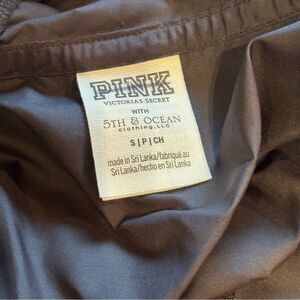 PINK
VICTORIA'S SECRET
WITH
5TH & OCEAN
clothing, LLC
S|P|CH
made in Sri Lanka/fabriqué au
Sri Lanka/hecho en Sri Lanka